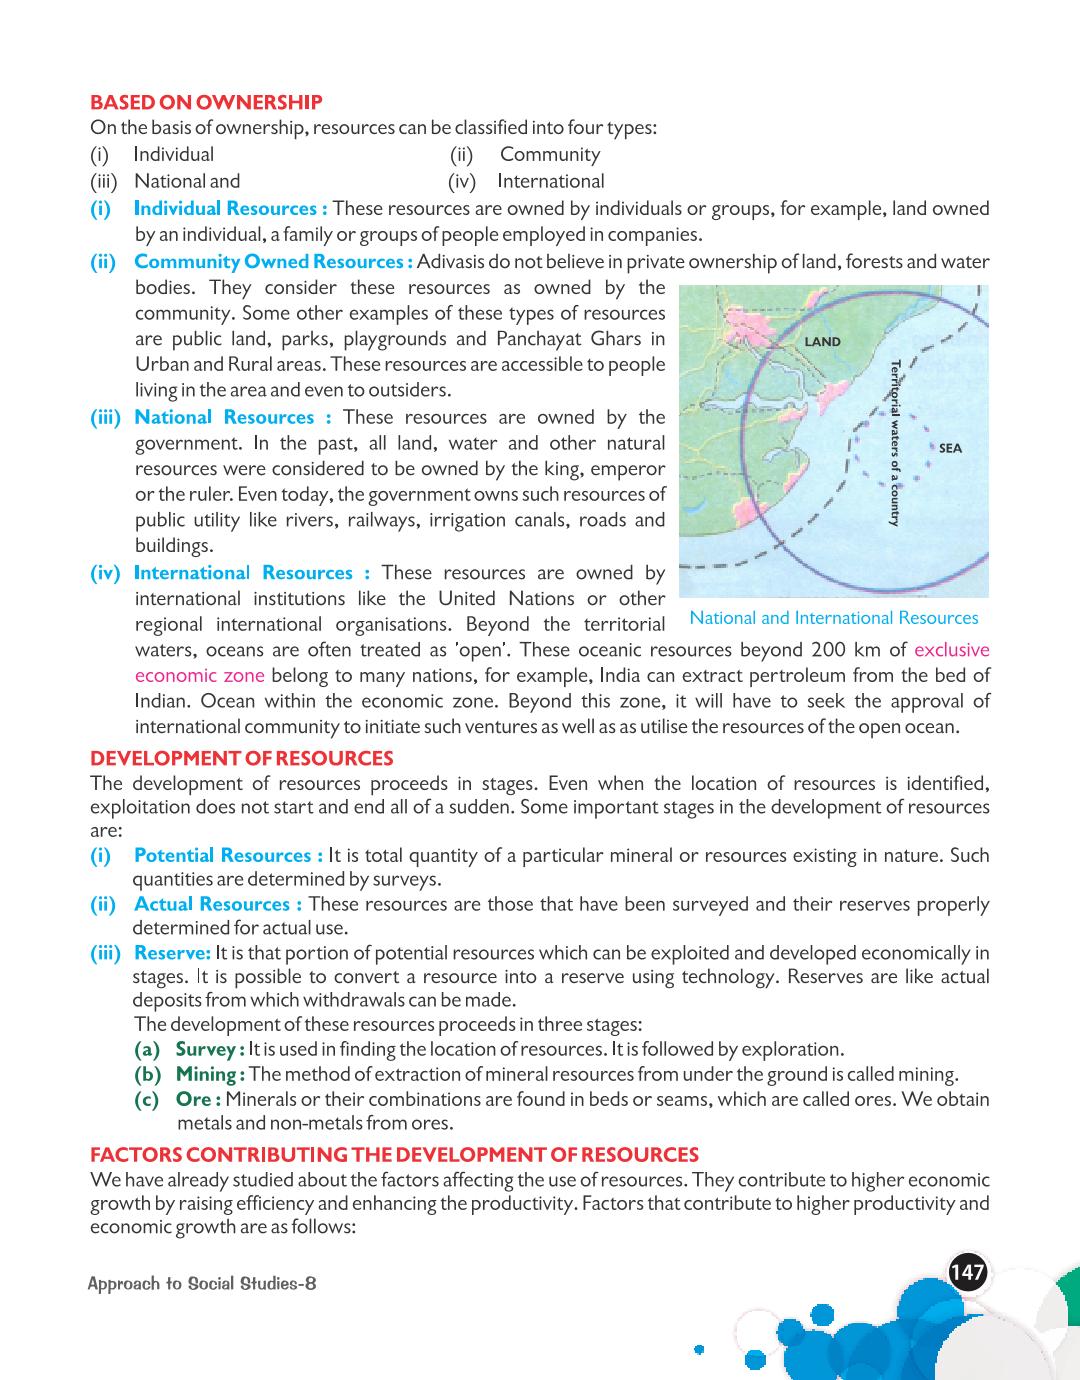 BASED ON OWNERSHIP
On the basis of ownership, resources can be classified into four types:
(i) Individual (ii) Community
(iii) National and (iv) International
(i) Individual Resources : These resources are owned by individuals or groups, for example, land owned
by an individual, a family or groups of people employed in companies.
(ii) Community Owned Resources : Adivasis do not believe in private ownership of land, forests and water
bodies. They consider these resources as owned by the
community. Some other examples of these types of resources
are public land, parks, playgrounds and Panchayat Ghars in
Urban and Rural areas. These resources are accessible to people
living in the area and even to outsiders.
(iii) National Resources : These resources are owned by the
government. In the past, all land, water and other natural
resources were considered to be owned by the king, emperor
or the ruler. Even today, the government owns such resources of
public utility like rivers, railways, irrigation canals, roads and
buildings.
LAND
Territorial waters of a country
SEA
National and International Resources
(iv) International Resources : These resources are owned by
international institutions like the United Nations or other
regional international organisations. Beyond the territorial
waters, oceans are often treated as 'open'. These oceanic resources beyond 200 km of exclusive
economic zone belong to many nations, for example, India can extract pertroleum from the bed of
Indian. Ocean within the economic zone. Beyond this zone, it will have to seek the approval of
international community to initiate such ventures as well as as utilise the resources of the open ocean.
DEVELOPMENT OF RESOURCES
The development of resources proceeds in stages. Even when the location of resources is identified,
exploitation does not start and end all of a sudden. Some important stages in the development of resources
are:
(i) Potential Resources : It is total quantity of a particular mineral or resources existing in nature. Such
quantities are determined by surveys.
(ii) Actual Resources : These resources are those that have been surveyed and their reserves properly
determined for actual use.
(iii) Reserve: It is that portion of potential resources which can be exploited and developed economically in
stages. It is possible to convert a resource into a reserve using technology. Reserves are like actual
deposits from which withdrawals can be made.
The development of these resources proceeds in three stages:
(a) Survey : It is used in finding the location of resources. It is followed by exploration.
(b) Mining : The method of extraction of mineral resources from under the ground is called mining.
(c) Ore : Minerals or their combinations are found in beds or seams, which are called ores. We obtain
metals and non-metals from ores.
FACTORS CONTRIBUTING THE DEVELOPMENT OF RESOURCES
We have already studied about the factors affecting the use of resources. They contribute to higher economic
growth by raising efficiency and enhancing the productivity. Factors that contribute to higher productivity and
economic growth are as follows:
Approach to Social Studies-8
147